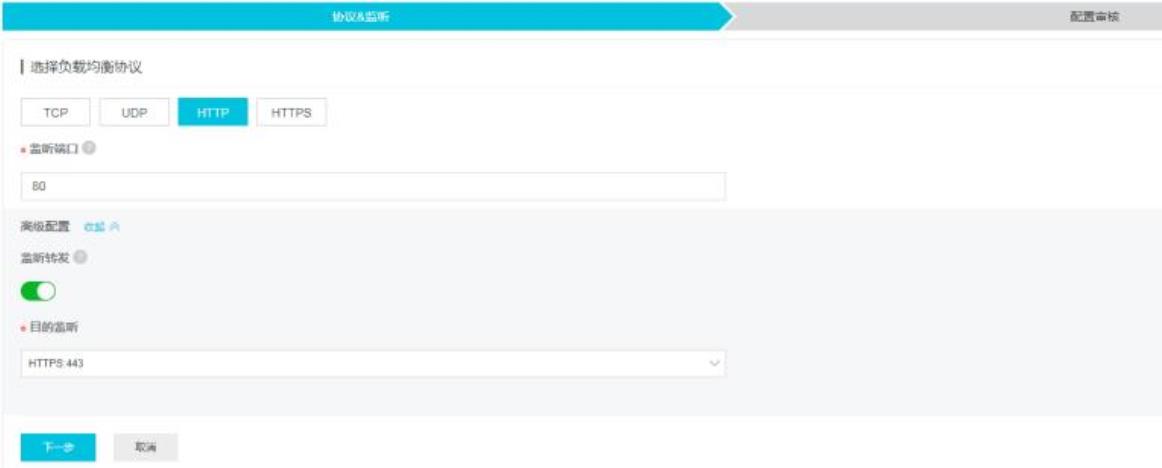 协议&监听
配置审核
选择负载均衡协议
TCP UDP HTTP HTTPS
* 监听端口 ?
80
高级配置 收起
监听转发 ?
* 目的监听
HTTPS:443
下一步 取消